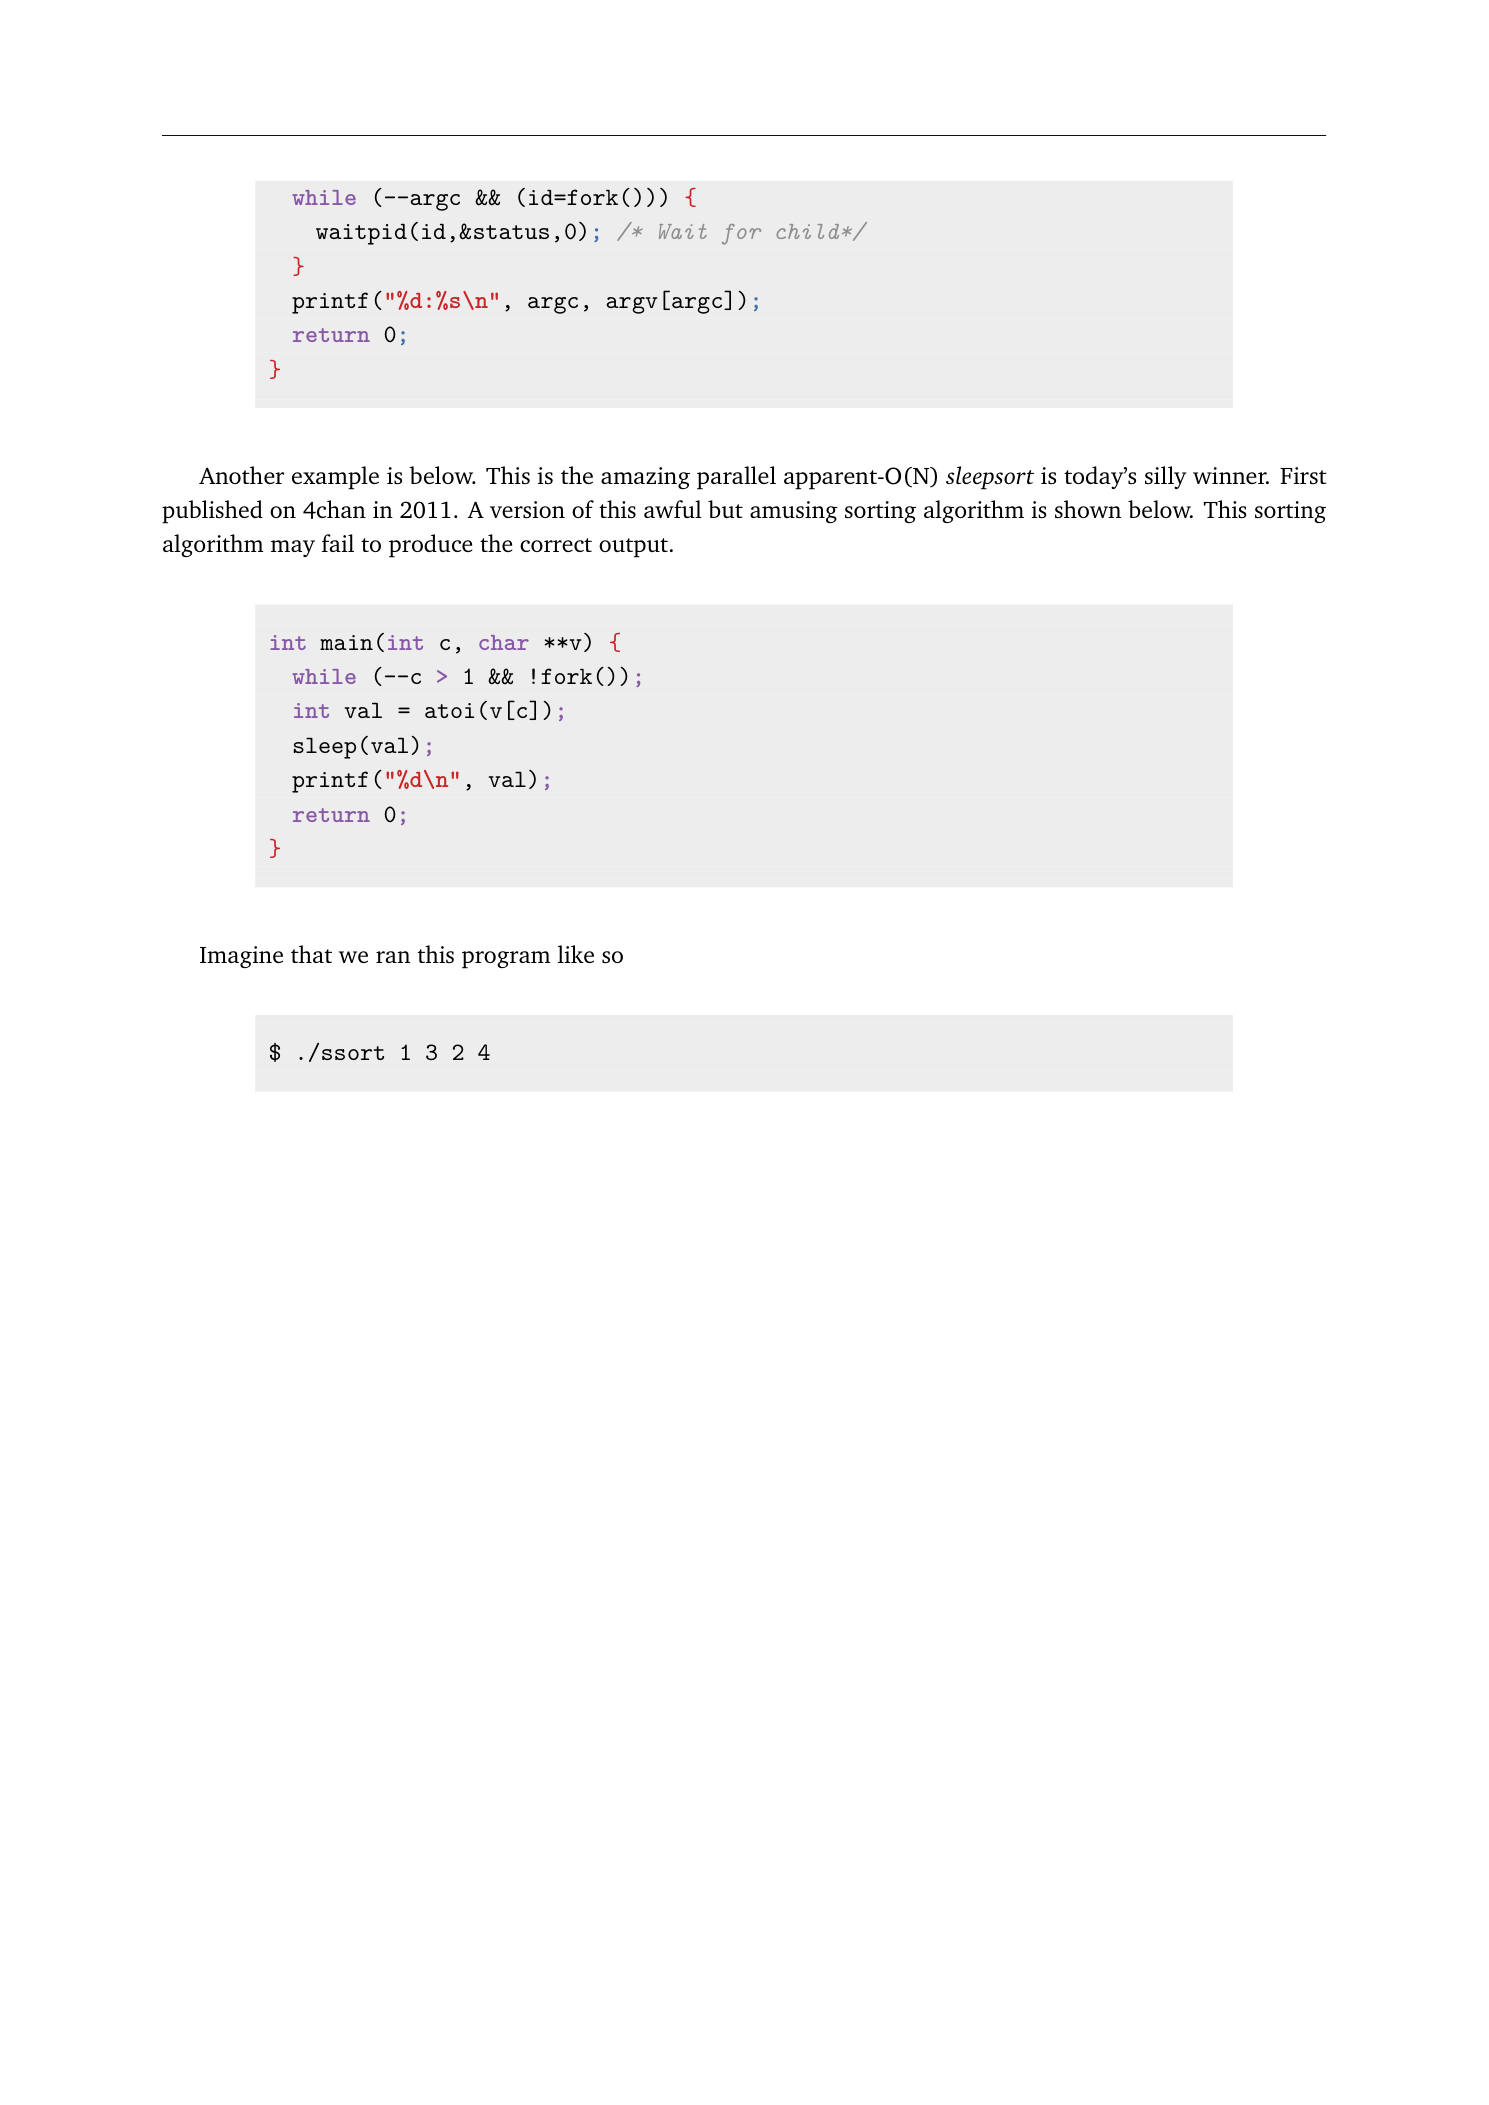 while (--argc && (id=fork())) {
waitpid(id,&status,0); /* Wait for child*/
}
printf("%d:%s\n", argc, argv[argc]);
return 0;
}
Another example is below. This is the amazing parallel apparent-O(N) sleepsort is today’s silly winner. First
published on 4chan in 2011. A version of this awful but amusing sorting algorithm is shown below. This sorting
algorithm may fail to produce the correct output.
int main(int c, char **v) {
while (--c > 1 && !fork());
int val = atoi(v[c]);
sleep(val);
printf("%d\n", val);
return 0;
}
Imagine that we ran this program like so
$ ./ssort 1 3 2 4